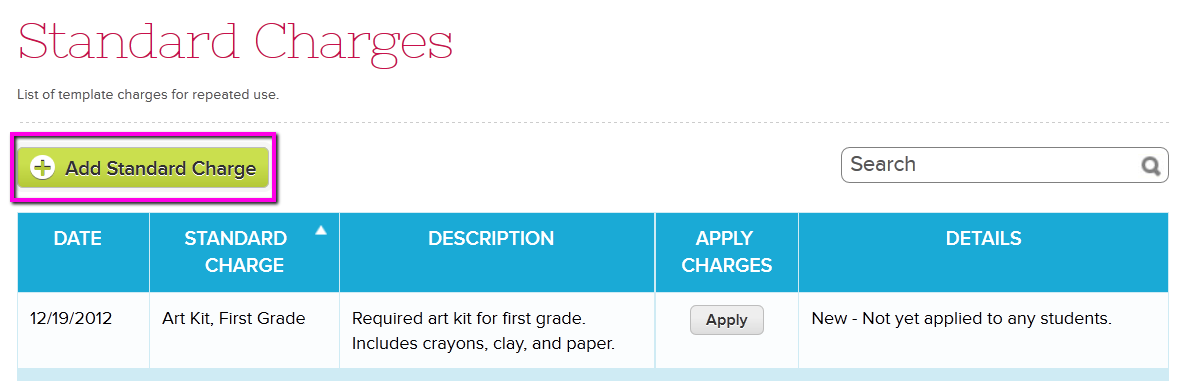 Standard Charges
List of template charges for repeated use.
Add Standard Charge
Search
DATE
STANDARD
CHARGE
DESCRIPTION
APPLY
CHARGES
DETAILS
12/19/2012
Art Kit, First Grade
Required art kit for first grade.
Includes crayons, clay, and paper.
Apply
New - Not yet applied to any students.